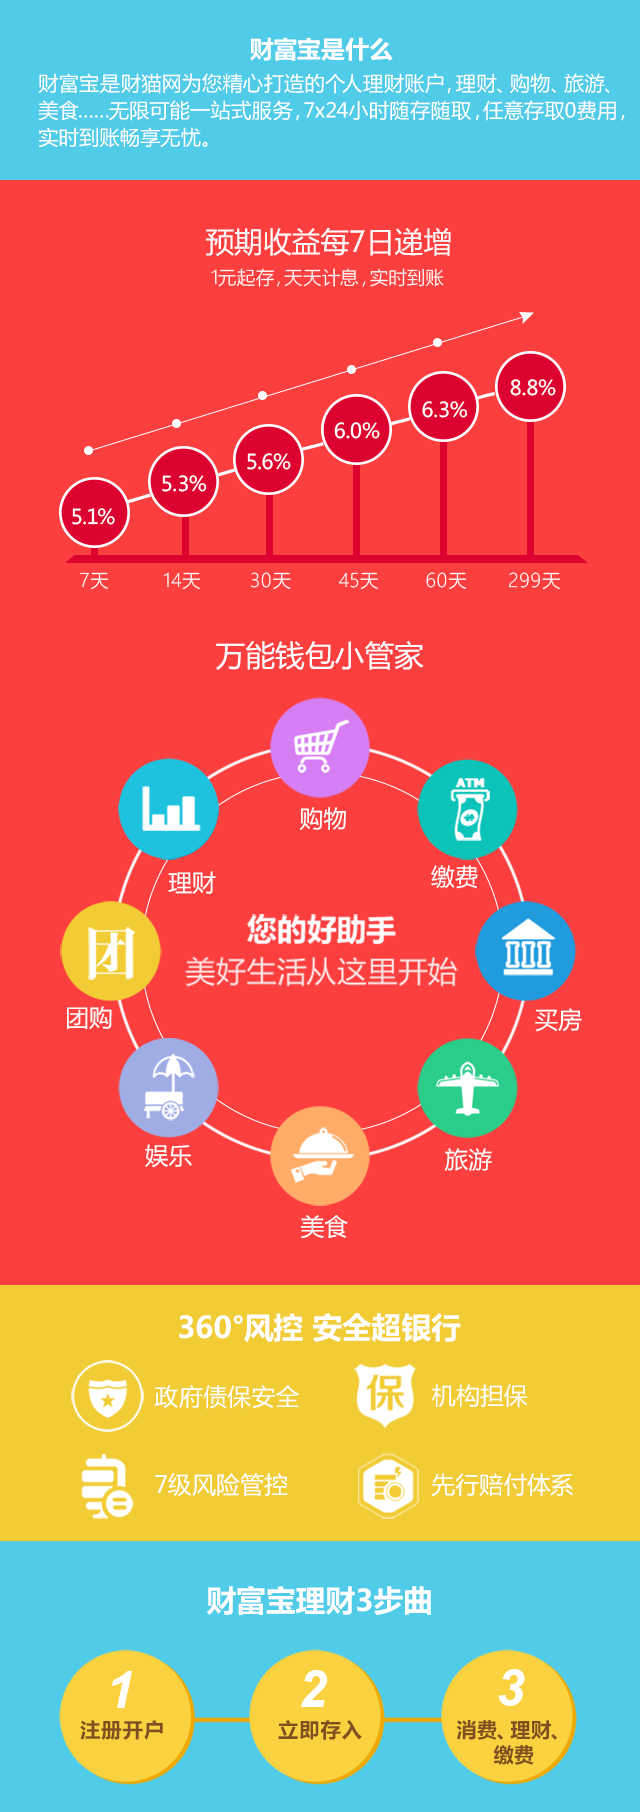 财富宝是什么
财富宝是财猫网为您精心打造的个人理财账户, 理财、购物、旅游、
美食......无限可能一站式服务, 7x24小时随存随取, 任意存取0费用,
实时到账畅享无忧。
预期收益每7日递增
1元起存, 天天计息, 实时到账
8.8%
6.3%
6.0%
5.6%
5.3%
5.1%
7天 14天 30天 45天 60天 299天
万能钱包小管家
购物
ATM
缴费
理财
您的好助手
美好生活从这里开始
团
团购
买房
娱乐
旅游
美食
360°风控 安全超银行
政府债保安全
保
机构担保
7级风险管控
先行赔付体系
财富宝理财3步曲
1 2 3
注册开户 立即存入 消费、理财、
缴费